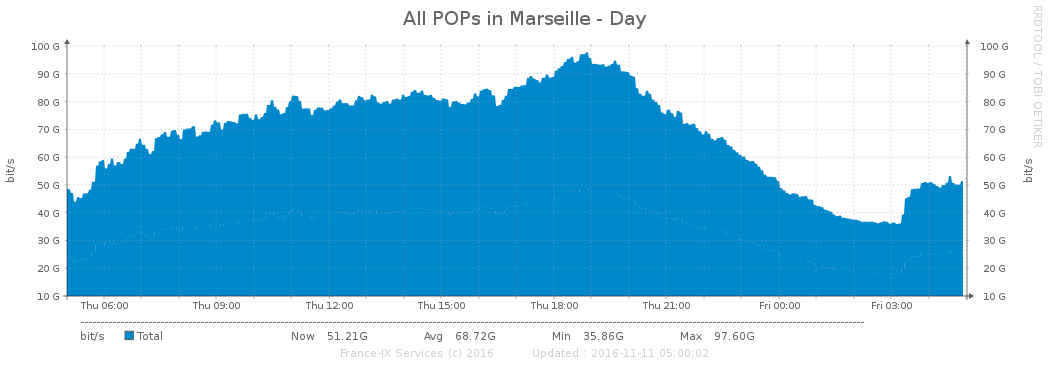 All POPs in Marseille - Day
RRDTOOL / TOBI OETIKER
100 G 100 G
90 G 90 G
80 G 80 G
70 G 70 G
60 G 60 G
50 G 50 G
40 G 40 G
30 G 30 G
20 G 20 G
10 G 10 G
bit/s bit/s
Thu 06:00 Thu 09:00 Thu 12:00 Thu 15:00 Thu 18:00 Thu 21:00 Fri 00:00 Fri 03:00
bit/s Total Now 51.21G Avg 68.72G Min 35.86G Max 97.60G
France-IX Services (c) 2016 Updated : 2016-11-11 05:00:02